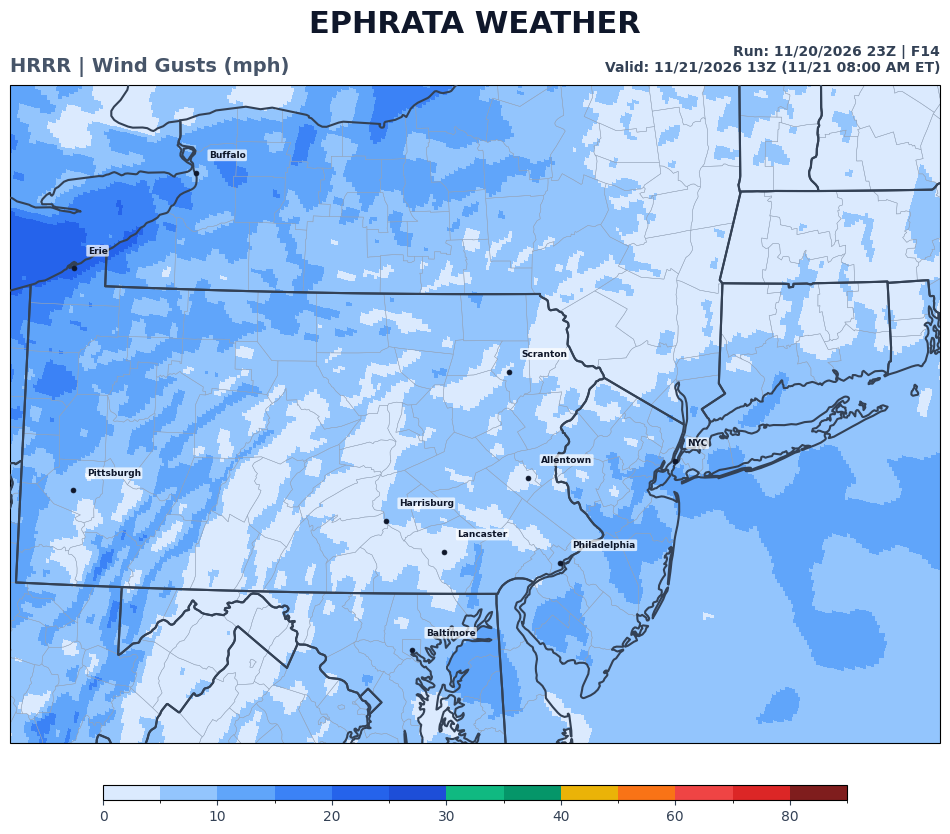 EPHRATA WEATHER
HRRR | Wind Gusts (mph)
Run: 11/20/2026 23Z | F14
Valid: 11/21/2026 13Z (11/21 08:00 AM ET)
Buffalo
Erie
Scranton
NYC
Allentown
Pittsburgh
Harrisburg
Lancaster
Philadelphia
Baltimore
0 10 20 30 40 50 60 70 80